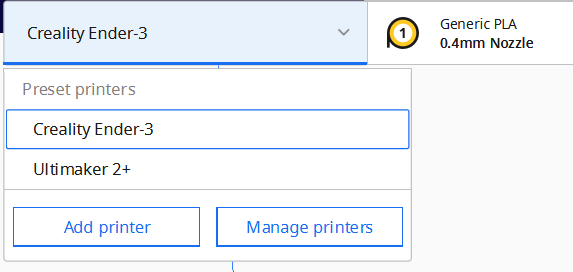 Creality Ender-3
1
Generic PLA
0.4mm Nozzle
Preset printers
Creality Ender-3
Ultimaker 2+
Add printer
Manage printers